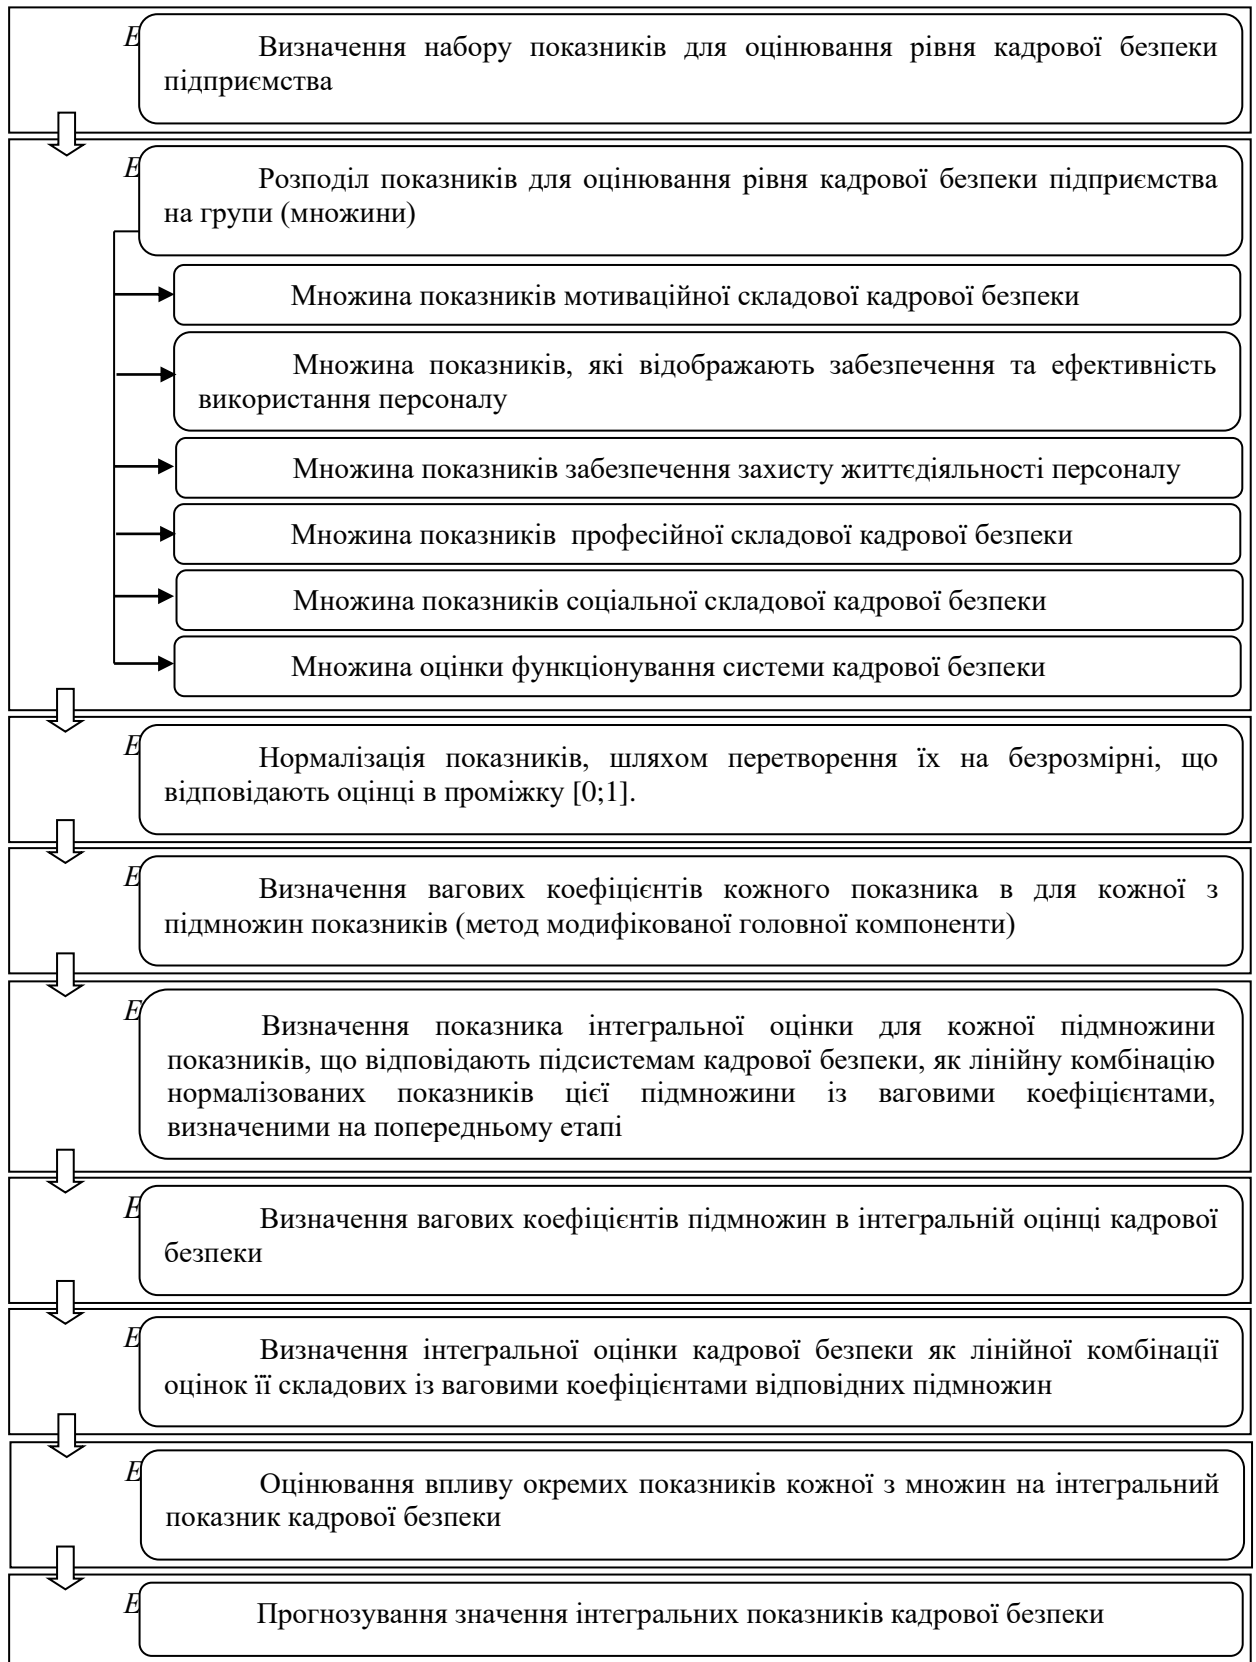 Е
Визначення набору показників для оцінювання рівня кадрової безпеки
підприємства
Е
Розподіл показників для оцінювання рівня кадрової безпеки підприємства
на групи (множини)
Множина показників мотиваційної складової кадрової безпеки
Множина показників, які відображають забезпечення та ефективність
використання персоналу
Множина показників забезпечення захисту життєдіяльності персоналу
Множина показників професійної складової кадрової безпеки
Множина показників соціальної складової кадрової безпеки
Множина оцінки функціонування системи кадрової безпеки
Е
Нормалізація показників, шляхом перетворення їх на безрозмірні, що
відповідають оцінці в проміжку [0;1].
Е
Визначення вагових коефіцієнтів кожного показника в для кожної з
підмножин показників (метод модифікованої головної компоненти)
Е
Визначення показника інтегральної оцінки для кожної підмножини
показників, що відповідають підсистемам кадрової безпеки, як лінійну комбінацію
нормалізованих показників цієї підмножини із ваговими коефіцієнтами,
визначеними на попередньому етапі
Е
Визначення вагових коефіцієнтів підмножин в інтегральній оцінці кадрової
безпеки
Е
Визначення інтегральної оцінки кадрової безпеки як лінійної комбінації
оцінок її складових із ваговими коефіцієнтами відповідних підмножин
Е
Оцінювання впливу окремих показників кожної з множин на інтегральний
показник кадрової безпеки
Е
Прогнозування значення інтегральних показників кадрової безпеки